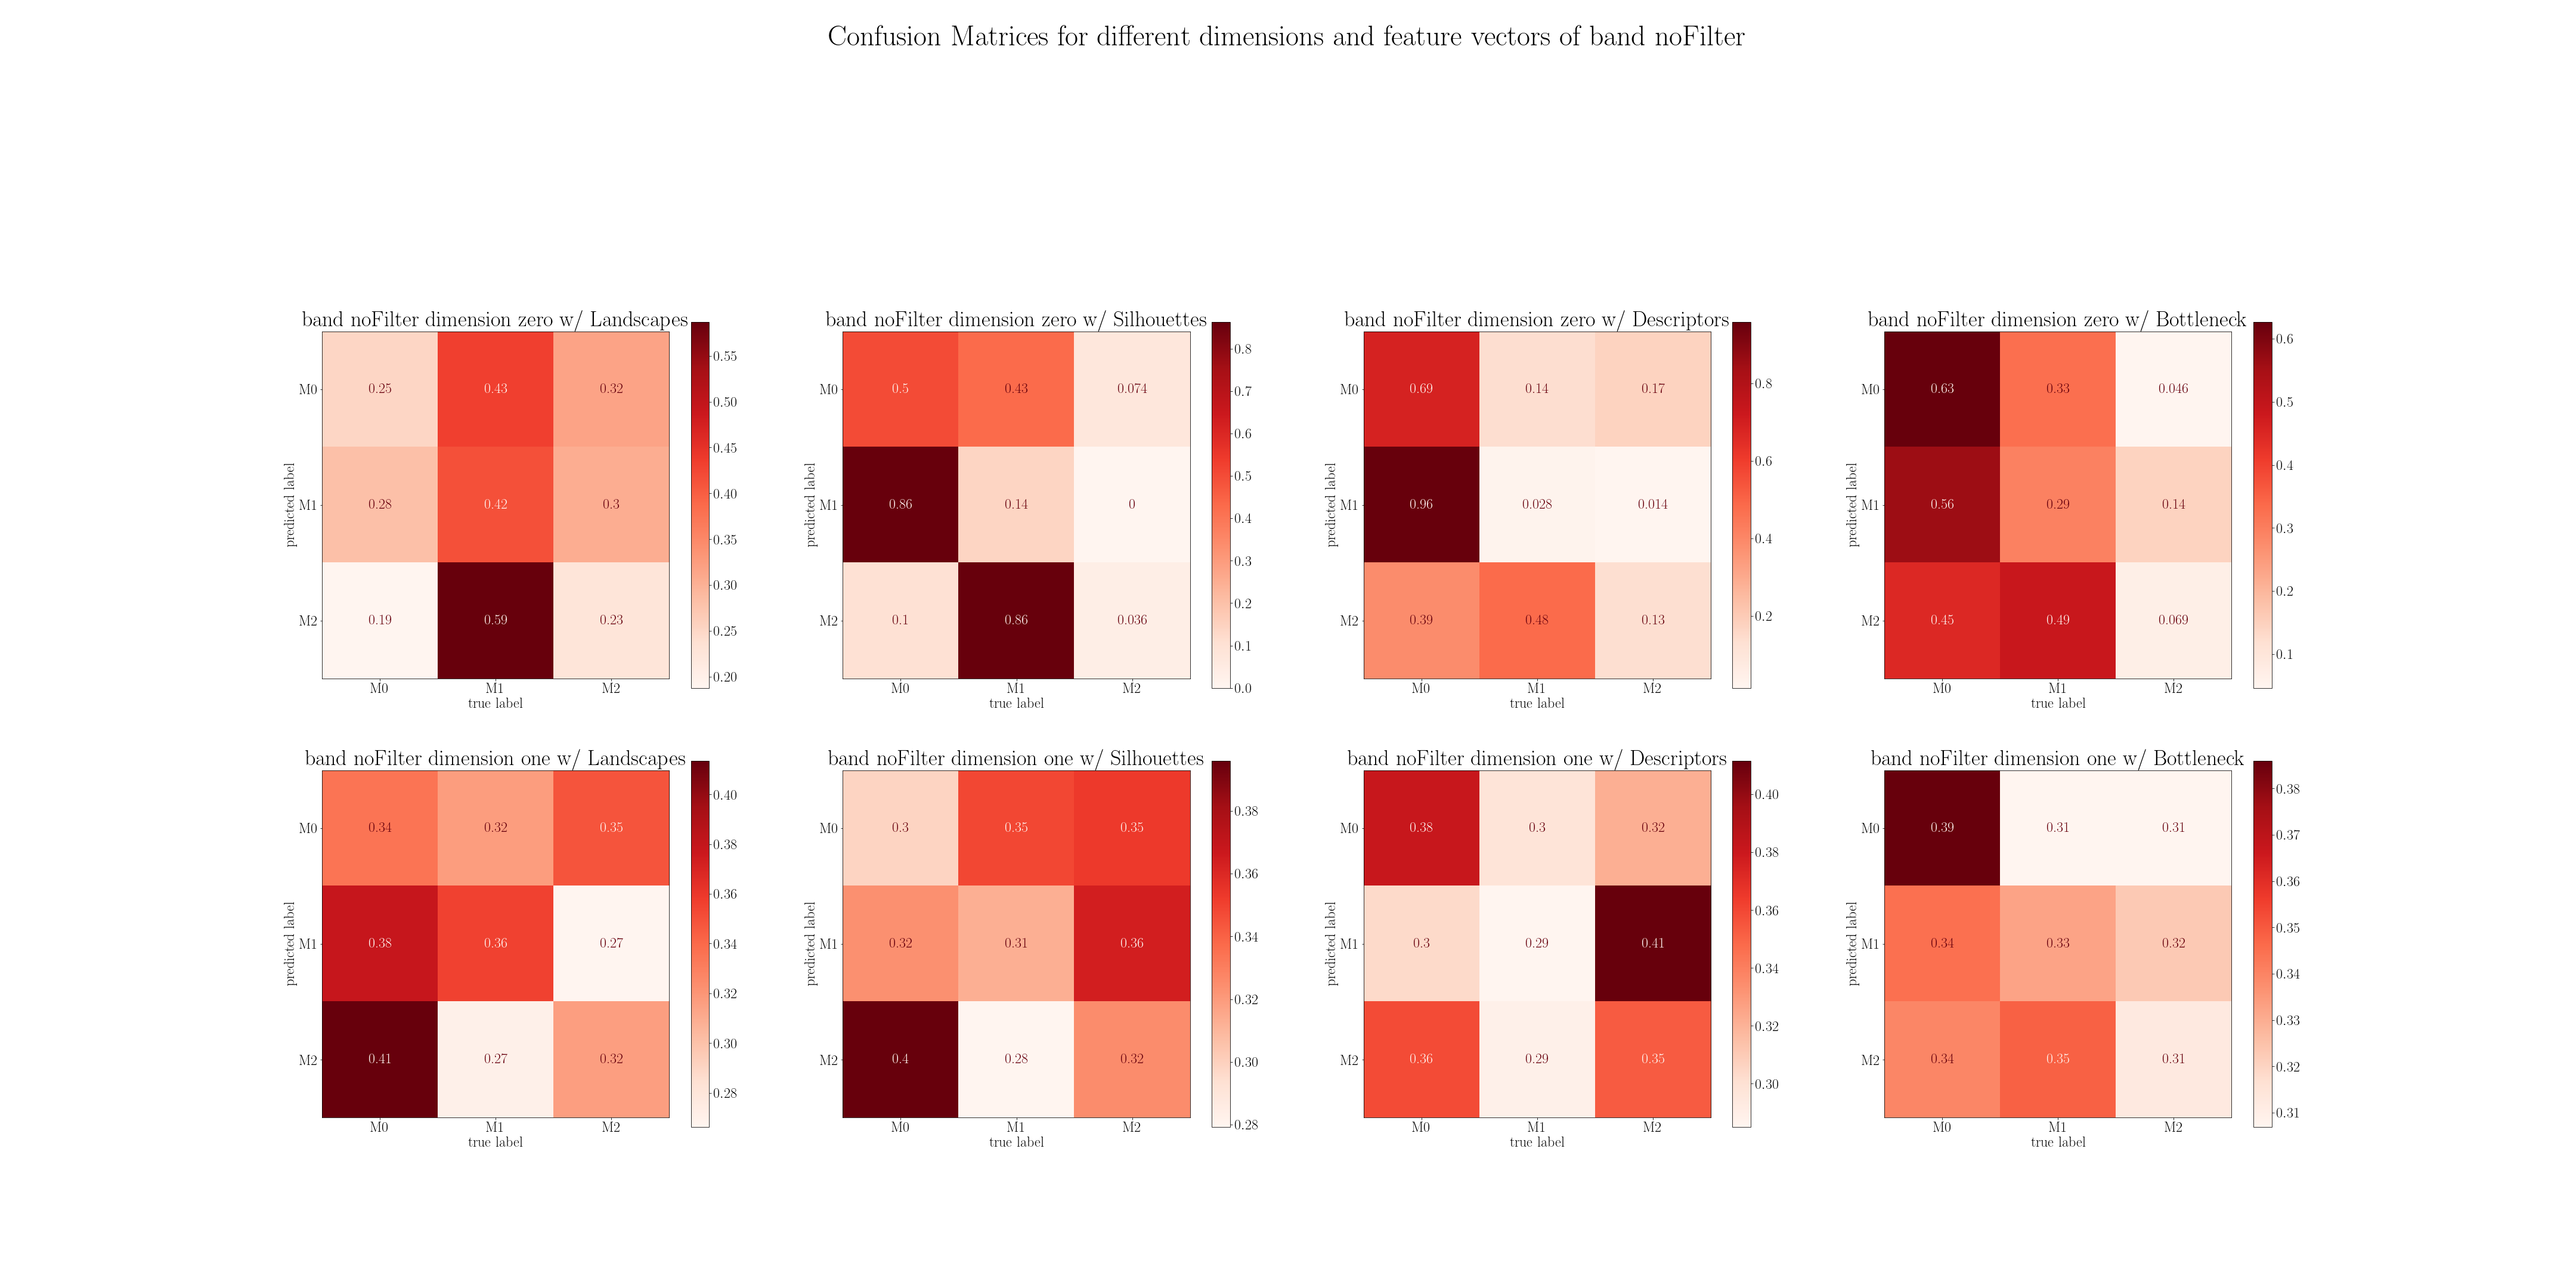 Confusion Matrices for different dimensions and feature vectors of band noFilter
band noFilter dimension zero w/ Landscapes
predicted label
M0 0.25 0.43 0.32
M1 0.28 0.42 0.3
M2 0.19 0.59 0.23
M0 M1 M2
true label
0.55
0.50
0.45
0.40
0.35
0.30
0.25
0.20
band noFilter dimension zero w/ Silhouettes
predicted label
M0 0.5 0.43 0.074
M1 0.86 0.14 0
M2 0.1 0.86 0.036
M0 M1 M2
true label
0.8
0.7
0.6
0.5
0.4
0.3
0.2
0.1
0.0
band noFilter dimension zero w/ Descriptors
predicted label
M0 0.69 0.14 0.17
M1 0.96 0.028 0.014
M2 0.39 0.48 0.13
M0 M1 M2
true label
0.8
0.6
0.4
0.2
band noFilter dimension zero w/ Bottleneck
predicted label
M0 0.63 0.33 0.046
M1 0.56 0.29 0.14
M2 0.45 0.49 0.069
M0 M1 M2
true label
0.6
0.5
0.4
0.3
0.2
0.1
band noFilter dimension one w/ Landscapes
predicted label
M0 0.34 0.32 0.35
M1 0.38 0.36 0.27
M2 0.41 0.27 0.32
M0 M1 M2
true label
0.40
0.38
0.36
0.34
0.32
0.30
0.28
band noFilter dimension one w/ Silhouettes
predicted label
M0 0.3 0.35 0.35
M1 0.32 0.31 0.36
M2 0.4 0.28 0.32
M0 M1 M2
true label
0.38
0.36
0.34
0.32
0.30
0.28
band noFilter dimension one w/ Descriptors
predicted label
M0 0.38 0.3 0.32
M1 0.3 0.29 0.41
M2 0.36 0.29 0.35
M0 M1 M2
true label
0.40
0.38
0.36
0.34
0.32
0.30
band noFilter dimension one w/ Bottleneck
predicted label
M0 0.39 0.31 0.31
M1 0.34 0.33 0.32
M2 0.34 0.35 0.31
M0 M1 M2
true label
0.38
0.37
0.36
0.35
0.34
0.33
0.32
0.31